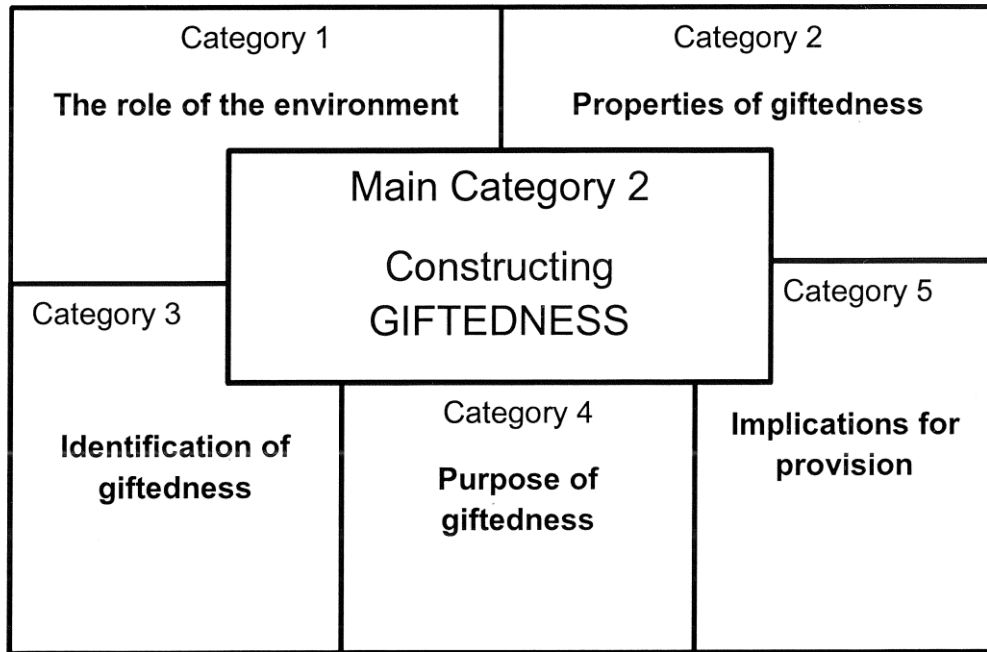 Category 1
The role of the environment
Category 2
Properties of giftedness
Main Category 2
Constructing
GIFTEDNESS
Category 3
Identification of
giftedness
Category 4
Purpose of
giftedness
Category 5
Implications for
provision